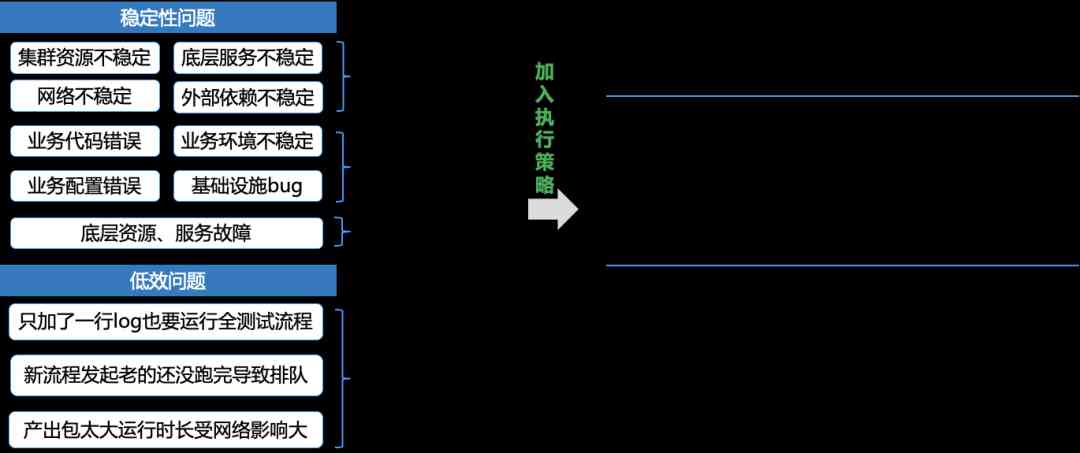 稳定性问题
集群资源不稳定
底层服务不稳定
网络不稳定
外部依赖不稳定
业务代码错误
业务环境不稳定
业务配置错误
基础设施bug
底层资源、服务故障
低效问题
只加了一行log也要运行全测试流程
新流程发起老的还没跑完导致排队
产出包太大运行时长受网络影响大
加入执行策略